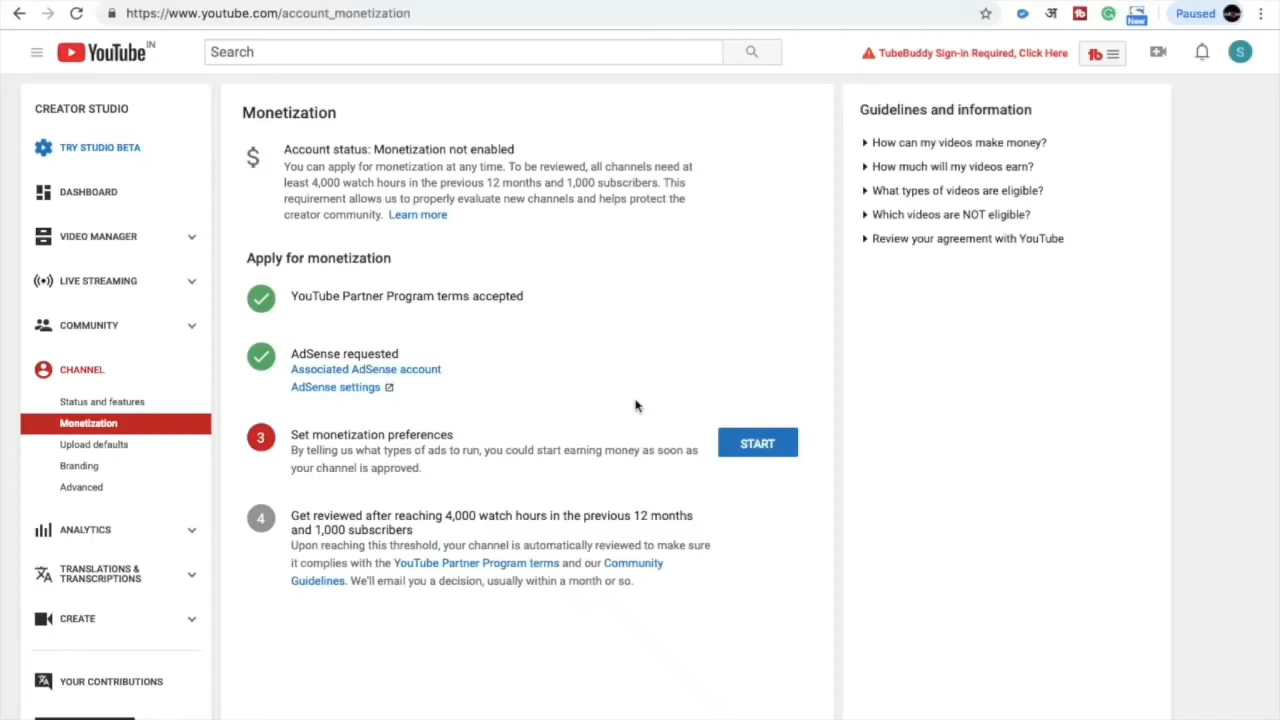 https://www.youtube.com/account_monetization
अ
New
Paused
YouTube IN
Search
TubeBuddy Sign-in Required, Click Here
tb
S
CREATOR STUDIO
TRY STUDIO BETA
DASHBOARD
VIDEO MANAGER
LIVE STREAMING
COMMUNITY
CHANNEL
Status and features
Monetization
Upload defaults
Branding
Advanced
ANALYTICS
TRANSLATIONS &
TRANSCRIPTIONS
CREATE
YOUR CONTRIBUTIONS
Monetization
Account status: Monetization not enabled
You can apply for monetization at any time. To be reviewed, all channels need at
least 4,000 watch hours in the previous 12 months and 1,000 subscribers. This
requirement allows us to properly evaluate new channels and helps protect the
creator community. Learn more
Apply for monetization
YouTube Partner Program terms accepted
AdSense requested
Associated AdSense account
AdSense settings
3
Set monetization preferences
By telling us what types of ads to run, you could start earning money as soon as
your channel is approved.
START
4
Get reviewed after reaching 4,000 watch hours in the previous 12 months
and 1,000 subscribers
Upon reaching this threshold, your channel is automatically reviewed to make sure
it complies with the YouTube Partner Program terms and our Community
Guidelines. We'll email you a decision, usually within a month or so.
Guidelines and information
How can my videos make money?
How much will my videos earn?
What types of videos are eligible?
Which videos are NOT eligible?
Review your agreement with YouTube